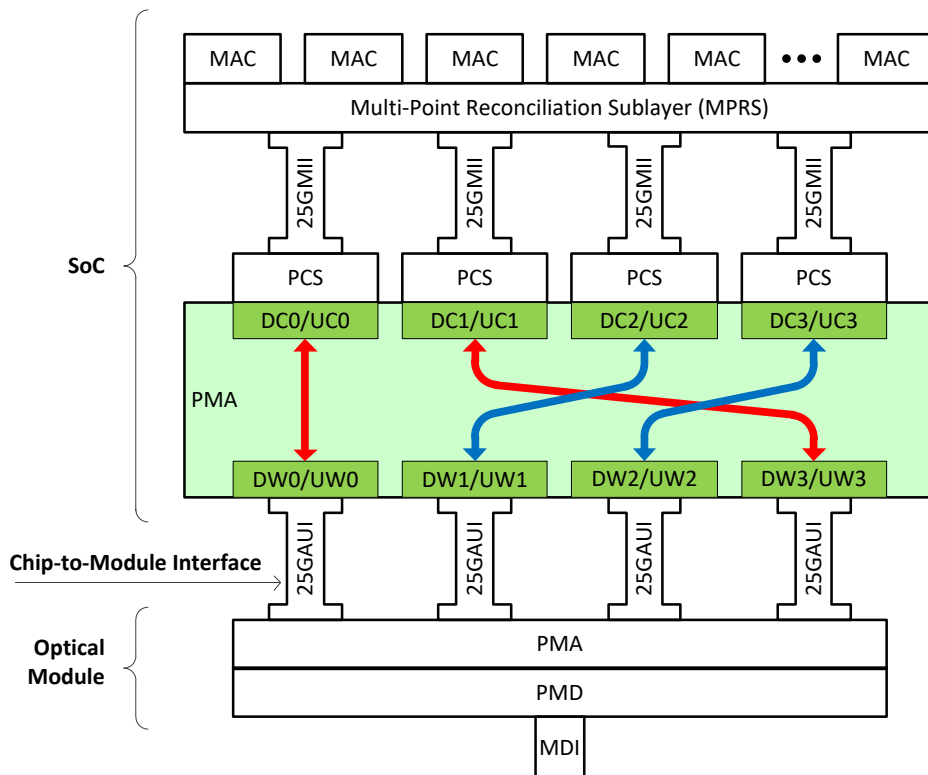 MAC MAC MAC MAC MAC ••• MAC
Multi-Point Reconciliation Sublayer (MPRS)
25GMII 25GMII 25GMII 25GMII
SoC
PCS PCS PCS PCS
DC0/UC0 DC1/UC1 DC2/UC2 DC3/UC3
PMA
DW0/UW0 DW1/UW1 DW2/UW2 DW3/UW3
Chip-to-Module Interface
25GAUI 25GAUI 25GAUI 25GAUI
Optical
Module
PMA
PMD
MDI